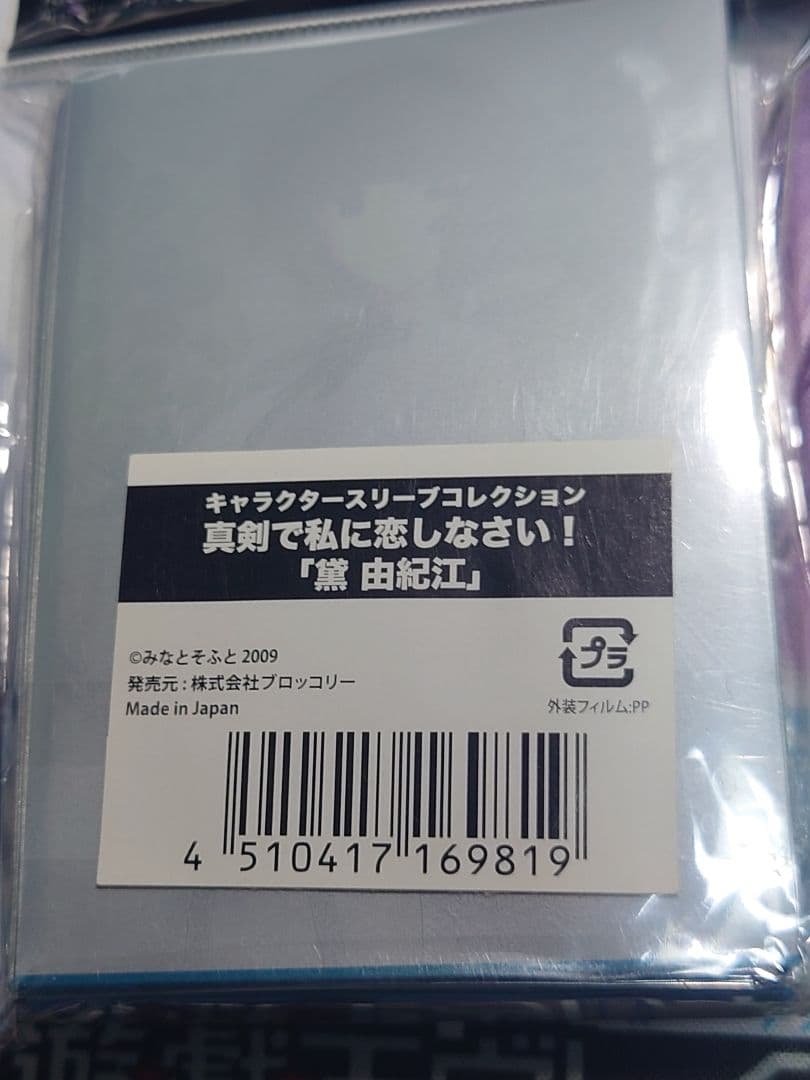 キャラクタースリーブコレクション
真剣で私に恋しなさい！
「黛 由紀江」
©みなとそふと 2009
発売元 : 株式会社ブロッコリー
Made in Japan
プラ
外装フィルム:PP
4 510417 169819